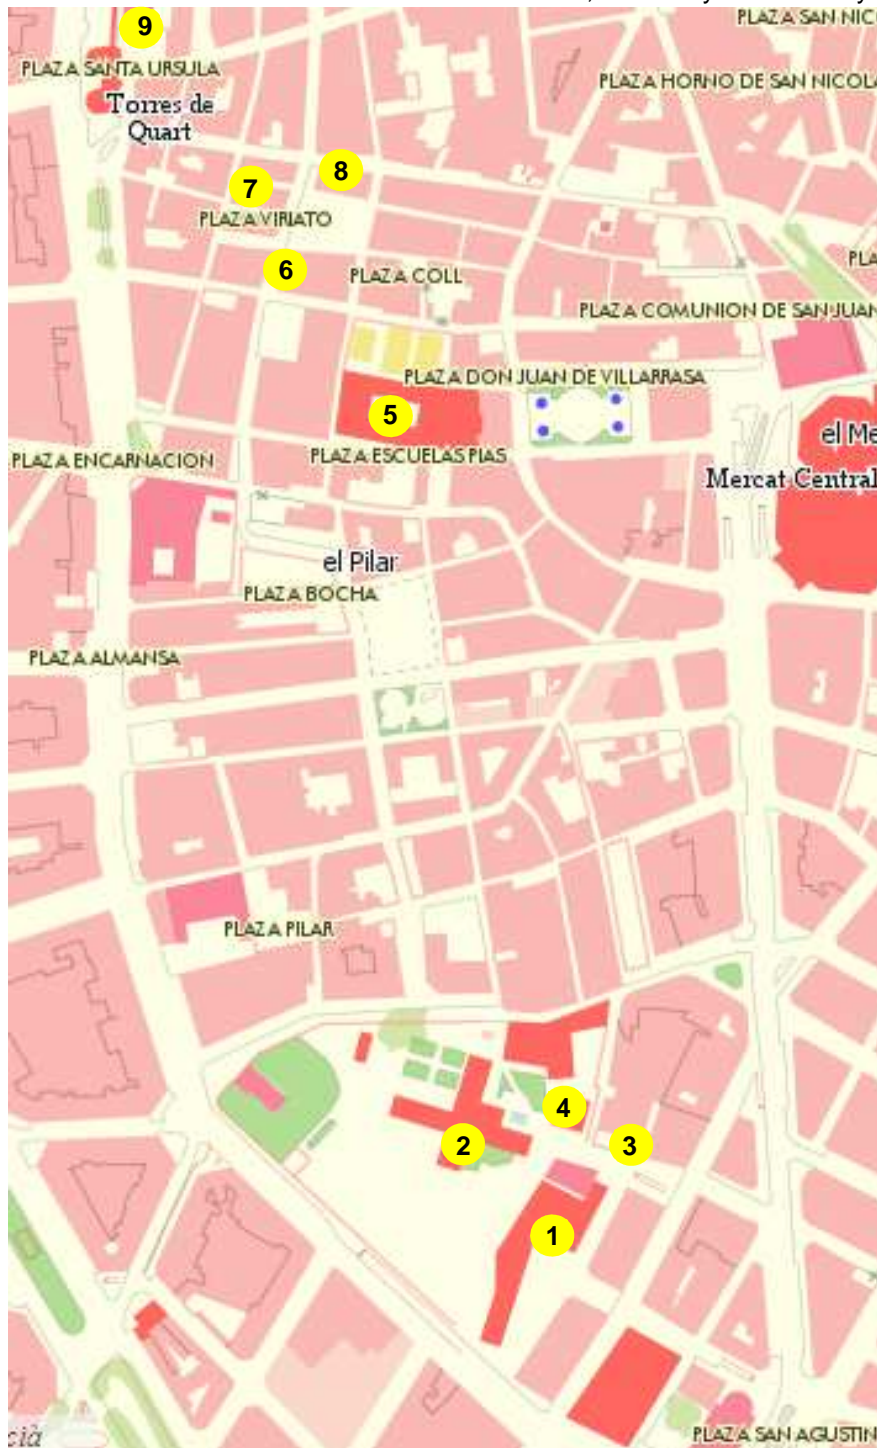 PLAZA SAN NIC
9
PLAZA SANTA URSULA
PLAZA HORNO DE SAN NICOLA
Torres de
Quart
8
7
PLAZA VIRIATO
PLA
6
PLAZA COLL
PLAZA COMUNION DE SAN JUAN
PLAZA DON JUAN DE VILLARRASA
5
el Me
PLAZA ENCARNACION
PLAZA ESCUELAS PIAS
Mercat Central
el Pilar
PLAZA BOCHA
PLAZA ALMANSA
PLAZA PILAR
4
2
3
1
PLAZA SAN AGUSTIN
cià